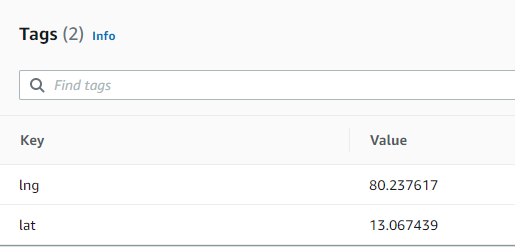 Tags (2) Info
Find tags
Key Value
lng 80.237617
lat 13.067439